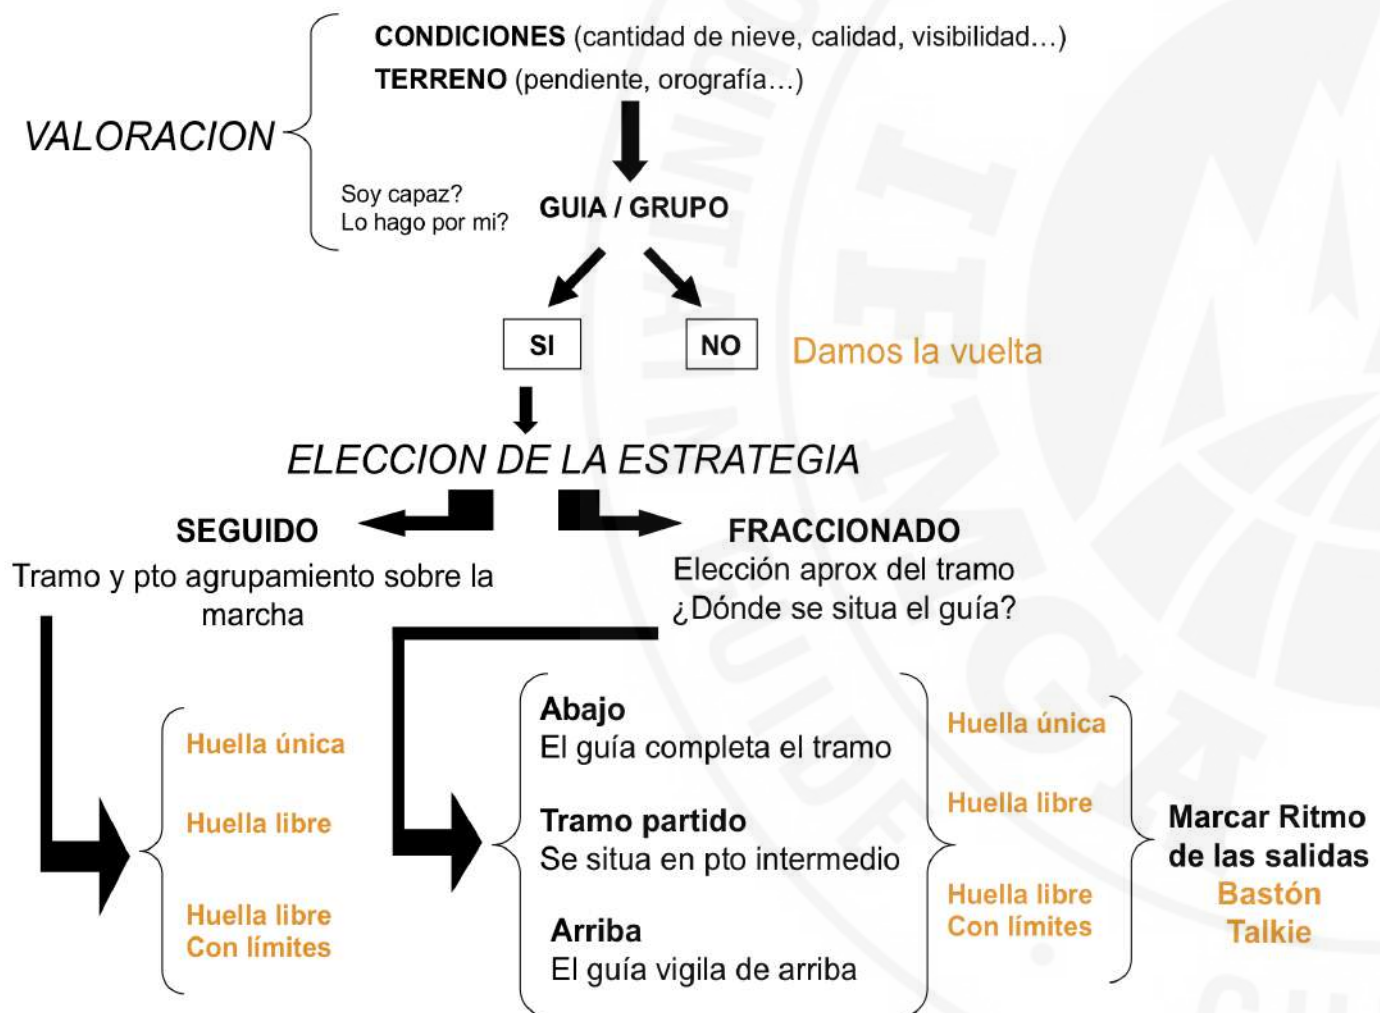 CONDICIONES (cantidad de nieve, calidad, visibilidad…)
TERRENO (pendiente, orografía…)
VALORACION
Soy capaz?
Lo hago por mi?
GUIA / GRUPO
SI
NO
Damos la vuelta
ELECCION DE LA ESTRATEGIA
SEGUIDO
Tramo y pto agrupamiento sobre la
marcha
FRACCIONADO
Elección aprox del tramo
¿Dónde se situa el guía?
Huella única
Huella libre
Huella libre
Con límites
Abajo
El guía completa el tramo
Tramo partido
Se situa en pto intermedio
Arriba
El guía vigila de arriba
Huella única
Huella libre
Huella libre
Con límites
Marcar Ritmo
de las salidas
Bastón
Talkie
IFMGA
GUIDE